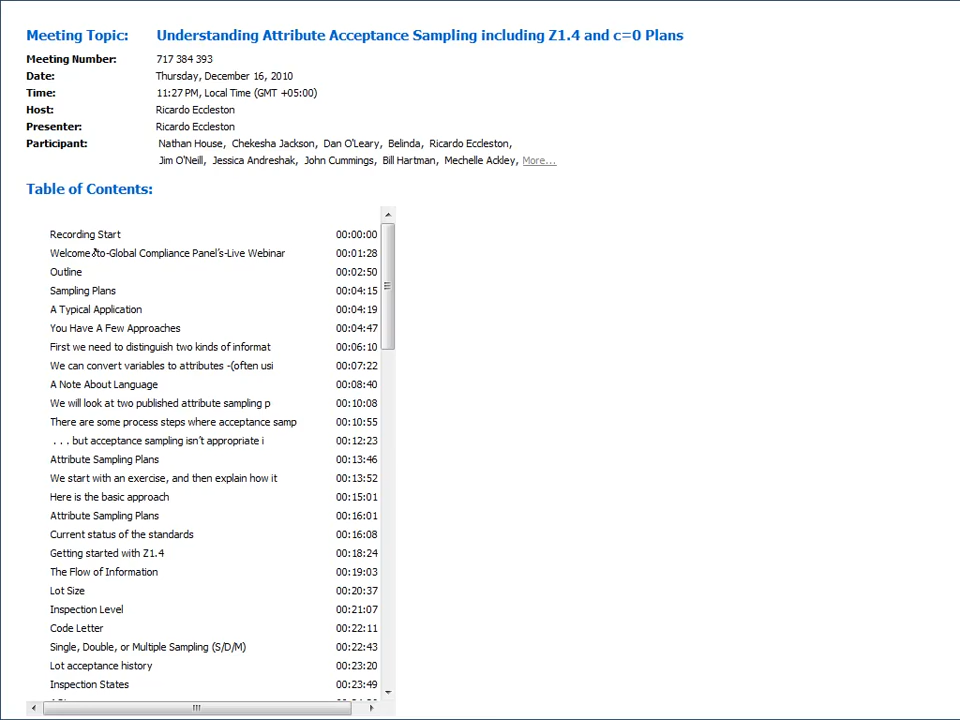 Meeting Topic: Understanding Attribute Acceptance Sampling including Z1.4 and c=0 Plans
Meeting Number: 717 384 393
Date: Thursday, December 16, 2010
Time: 11:27 PM, Local Time (GMT +05:00)
Host: Ricardo Eccleston
Presenter: Ricardo Eccleston
Participant: Nathan House, Chekesha Jackson, Dan O'Leary, Belinda, Ricardo Eccleston,
Jim O'Neill, Jessica Andreshak, John Cummings, Bill Hartman, Mechelle Ackley, More...
Table of Contents:
Recording Start 00:00:00
Welcome to-Global Compliance Panel's-Live Webinar 00:01:28
Outline 00:02:50
Sampling Plans 00:04:15
A Typical Application 00:04:19
You Have A Few Approaches 00:04:47
First we need to distinguish two kinds of informat 00:06:10
We can convert variables to attributes -(often usi 00:07:22
A Note About Language 00:08:40
We will look at two published attribute sampling p 00:10:08
There are some process steps where acceptance samp 00:10:55
. . . but acceptance sampling isn't appropriate i 00:12:23
Attribute Sampling Plans 00:13:46
We start with an exercise, and then explain how it 00:13:52
Here is the basic approach 00:15:01
Attribute Sampling Plans 00:16:01
Current status of the standards 00:16:08
Getting started with Z1.4 00:18:24
The Flow of Information 00:19:03
Lot Size 00:20:37
Inspection Level 00:21:07
Code Letter 00:22:11
Single, Double, or Multiple Sampling (S/D/M) 00:22:43
Lot acceptance history 00:23:20
Inspection States 00:23:49